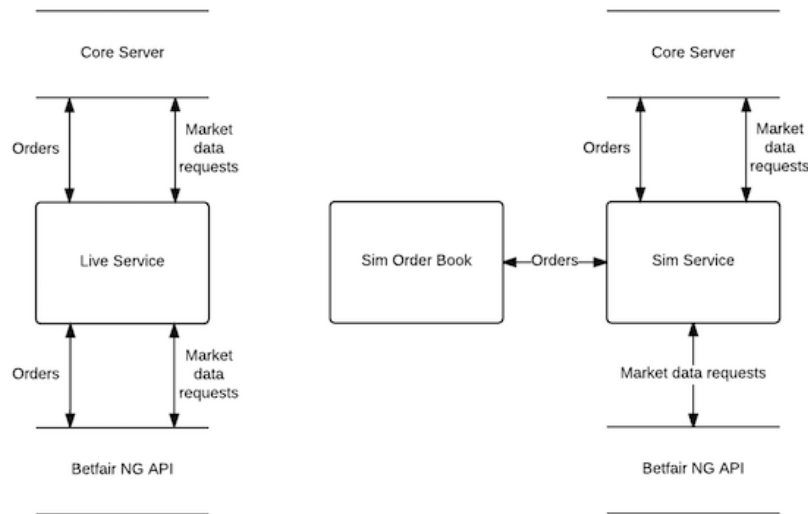 Core Server
Orders
Market
data
requests
Live Service
Orders
Market
data
requests
Betfair NG API
Sim Order Book
Orders
Core Server
Orders
Market
data
requests
Sim Service
Market data requests
Betfair NG API